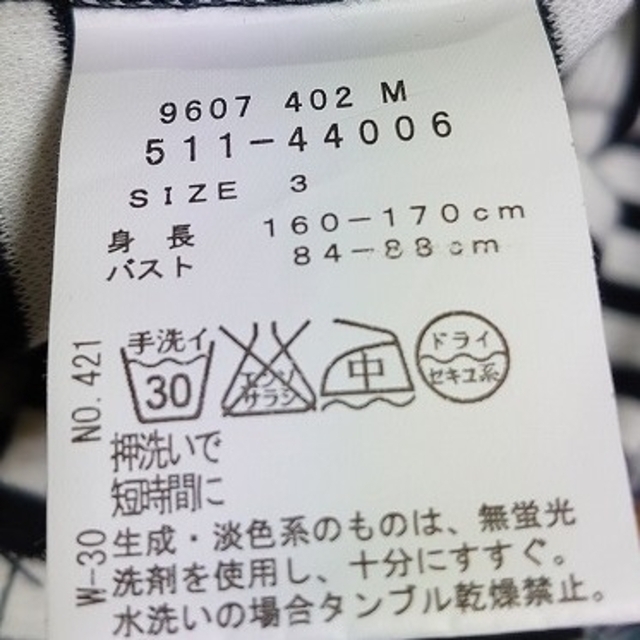 9607 402 M
511-44006
SIZE 3
身長 160-170cm
バスト 84-88cm
手洗イ
30
エンソ
サラシ
中
ドライ
セキユ系
NO.421
押洗いで
短時間に
W-30
生成・淡色系のものは、無蛍光
洗剤を使用し、十分にすすぐ。
水洗いの場合タンブル乾燥禁止。